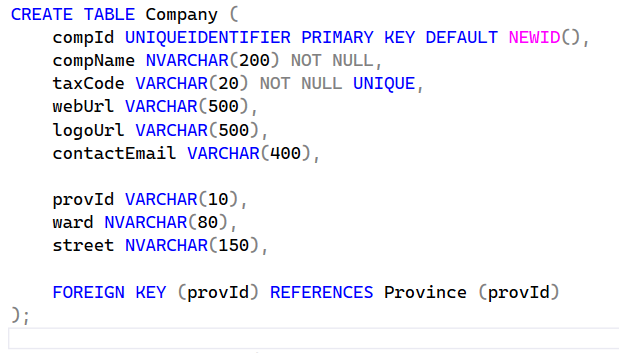 CREATE TABLE Company (
    compId UNIQUEIDENTIFIER PRIMARY KEY DEFAULT NEWID(),
    compName NVARCHAR(200) NOT NULL,
    taxCode VARCHAR(20) NOT NULL UNIQUE,
    webUrl VARCHAR(500),
    logoUrl VARCHAR(500),
    contactEmail VARCHAR(400),
    provId VARCHAR(10),
    ward NVARCHAR(80),
    street NVARCHAR(150),
    FOREIGN KEY (provId) REFERENCES Province (provId)
);